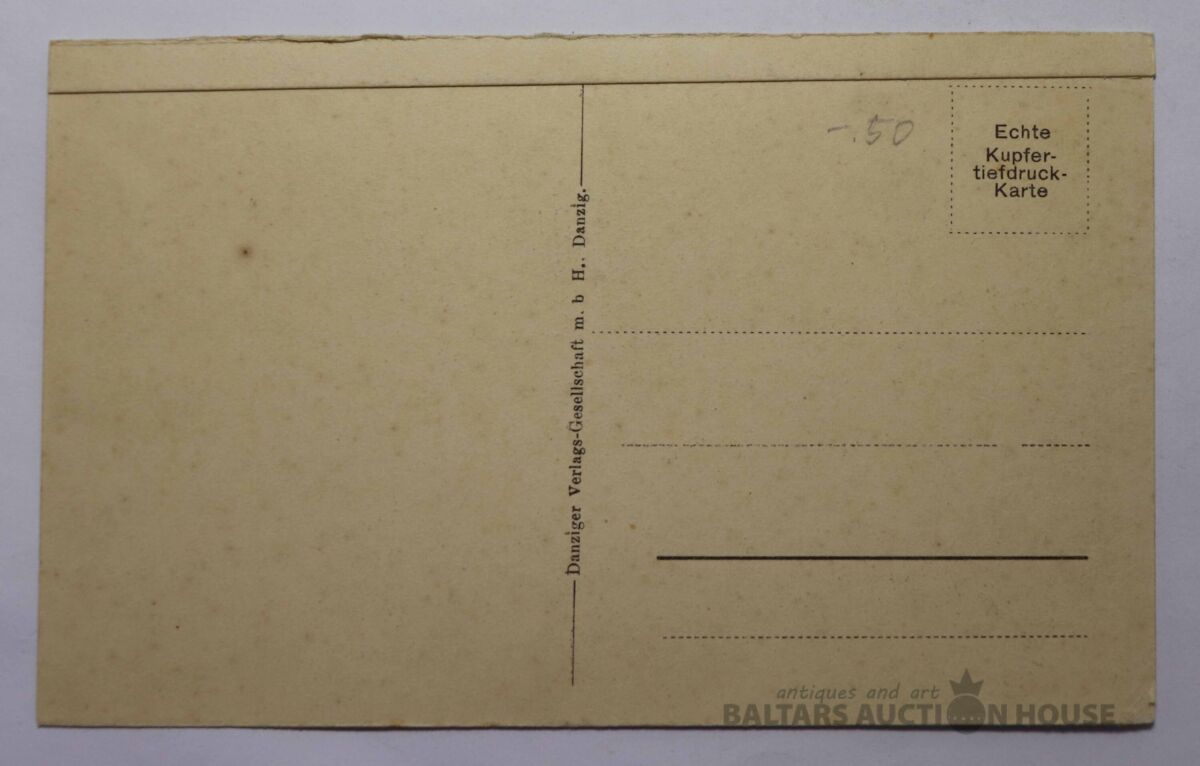 -.50
Echte
Kupfer-
tiefdruck-
Karte
Danziger Verlags-Gesellschaft m. b H.. Danzig.
antiques and art
BALTARS AUCTION HOUSE